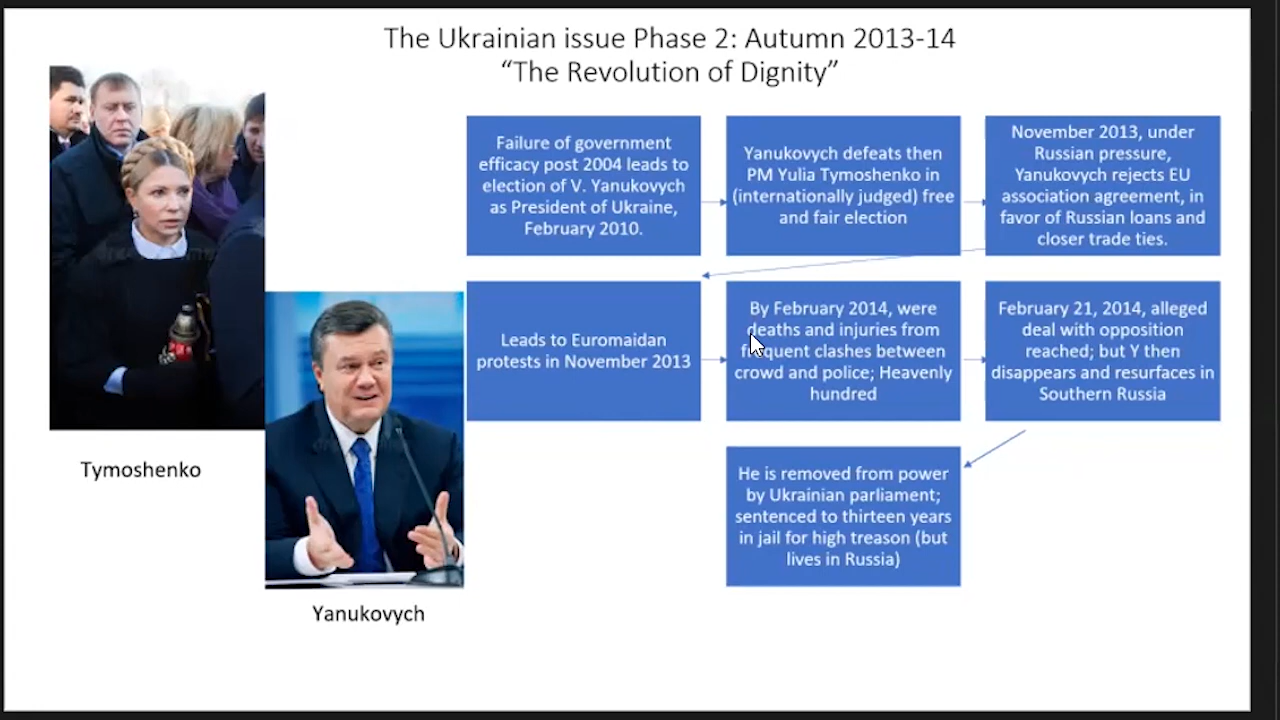 The Ukrainian issue Phase 2: Autumn 2013-14
“The Revolution of Dignity”
Failure of government
efficacy post 2004 leads to
election of V. Yanukovych
as President of Ukraine,
February 2010.
Yanukovych defeats then
PM Yulia Tymoshenko in
(internationally judged) free
and fair election
November 2013, under
Russian pressure,
Yanukovych rejects EU
association agreement, in
favor of Russian loans and
closer trade ties.
Leads to Euromaidan
protests in November 2013
By February 2014, were
deaths and injuries from
frequent clashes between
crowd and police; Heavenly
hundred
February 21, 2014, alleged
deal with opposition
reached; but Y then
disappears and resurfaces in
Southern Russia
He is removed from power
by Ukrainian parliament;
sentenced to thirteen years
in jail for high treason (but
lives in Russia)
Tymoshenko
Yanukovych